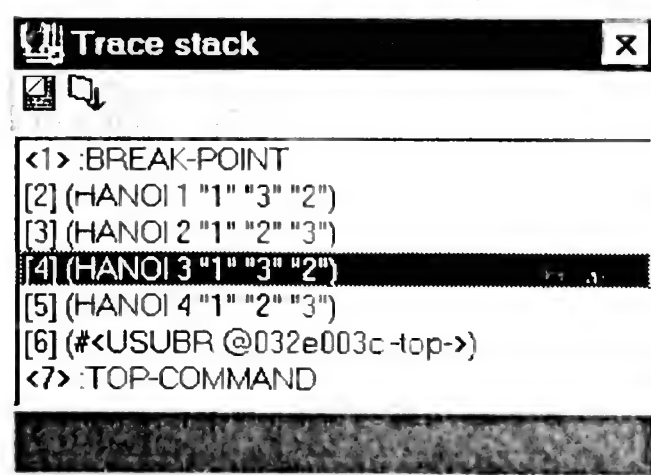 Trace stack
<1> :BREAK-POINT
[2] (HANOI 1 "1" "3" "2")
[3] (HANOI 2 "1" "2" "3")
[4] (HANOI 3 "1" "3" "2")
[5] (HANOI 4 "1" "2" "3")
[6] (#<USUBR @032e003c -top->)
<7> :TOP-COMMAND